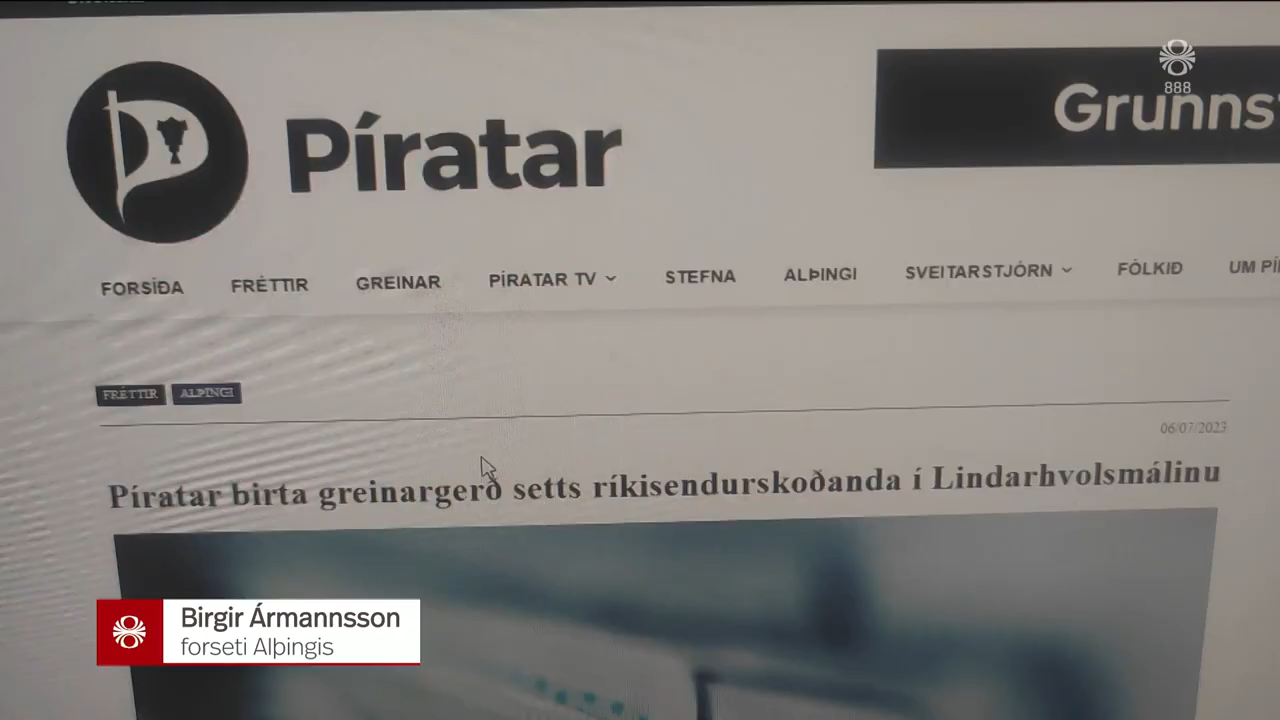 888
Píratar
Grunns
FORSÍÐA FRÉTTIR GREINAR PÍRATAR TV STEFNA ALÞINGI SVEITARSTJÓRN FÓLKIÐ UM
FRÉTTIR ALÞINGI
06/07/2023
Píratar birta greinargerð setts ríkisendurskoðanda í Lindarhvolsmálinu
Birgir Ármannsson
forseti Alþingis